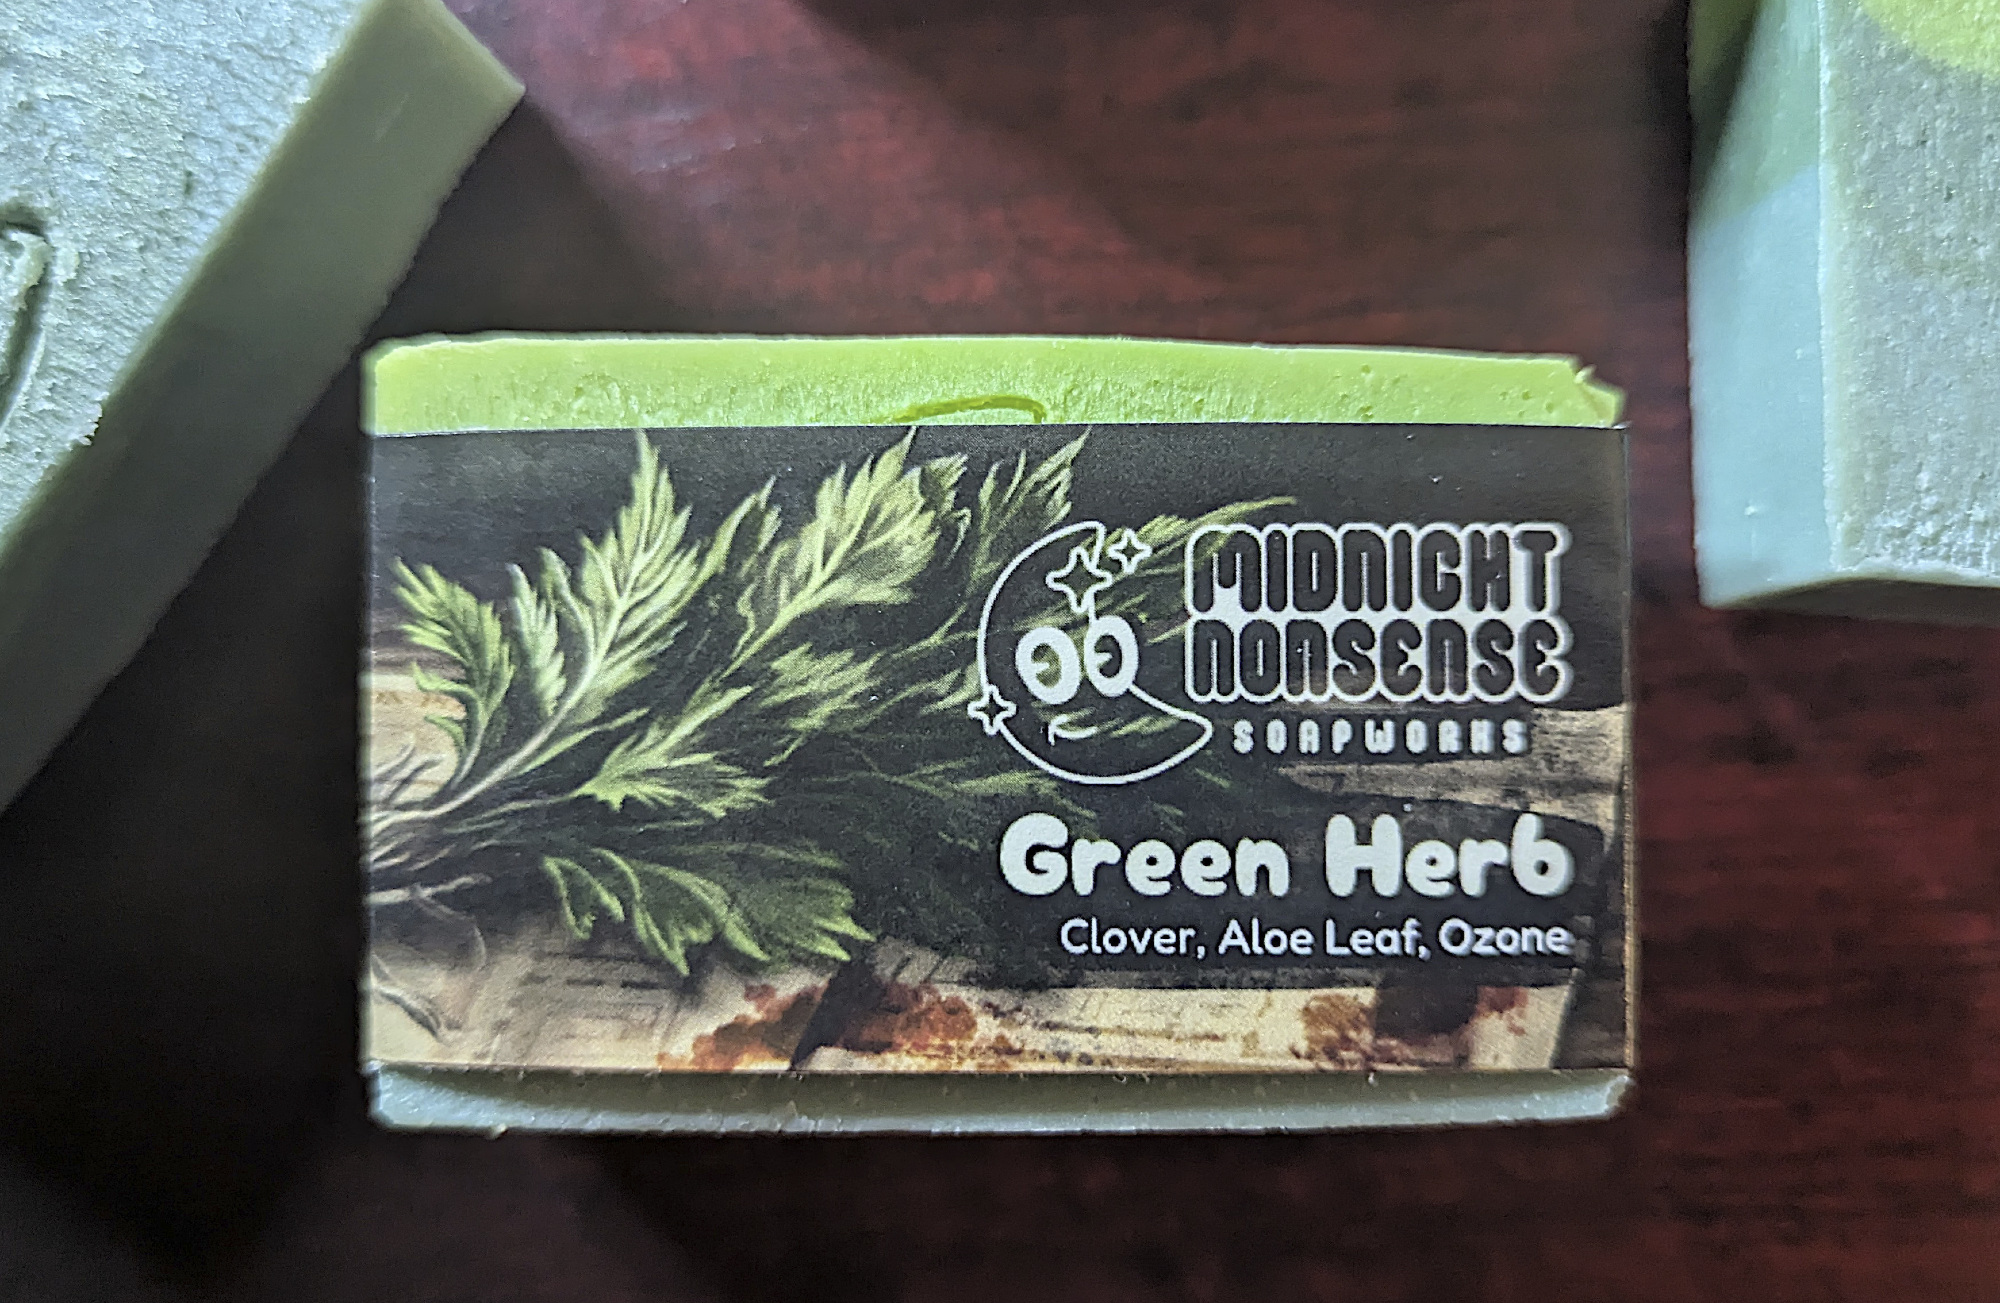 MIDNIGHT
NONSENSE
SOAPWORKS
Green Herb
Clover, Aloe Leaf, Ozone